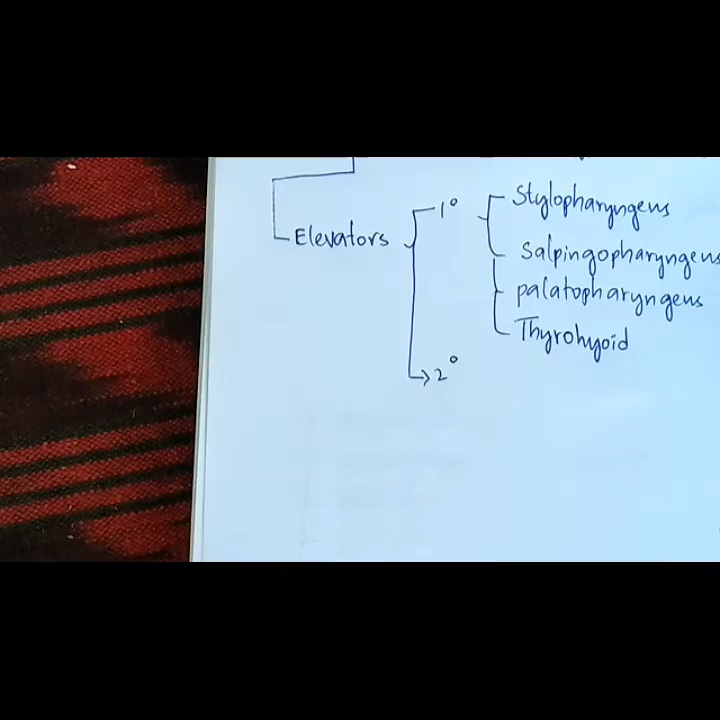 Stylopharyngeus
Elevators 1°
Salpingopharyngeus
palatopharyngeus
Thyrohyoid
2°